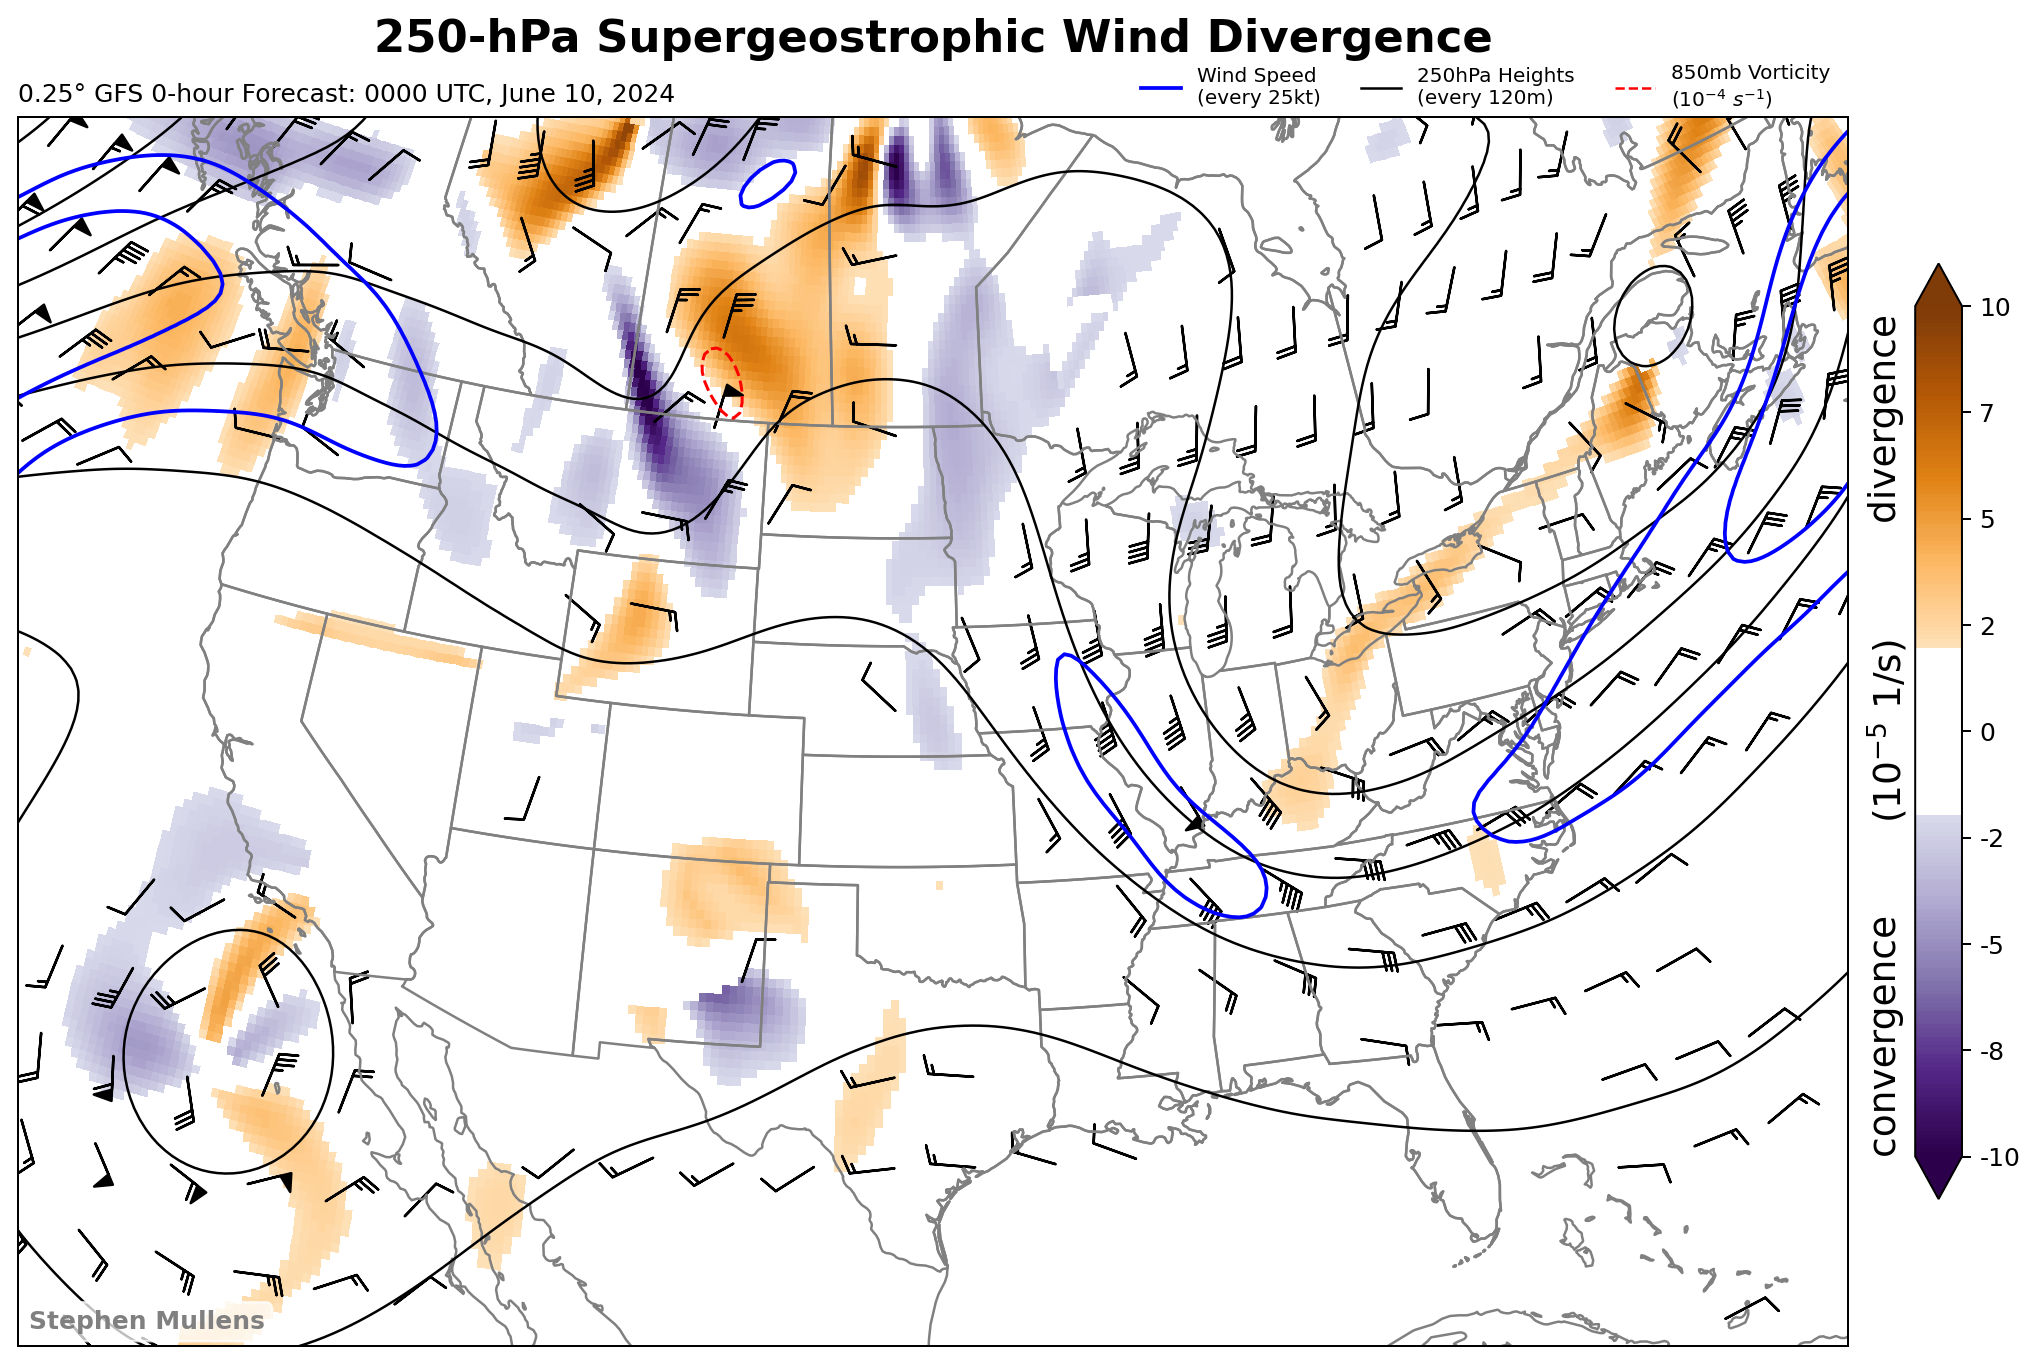 250-hPa Supergeostrophic Wind Divergence
0.25° GFS 0-hour Forecast: 0000 UTC, June 10, 2024
Wind Speed
(every 25kt)
250hPa Heights
(every 120m)
850mb Vorticity
(10⁻⁴ s⁻¹)
10
7
5
2
0
-2
-5
-8
-10
convergence (10⁻⁵ 1/s) divergence
Stephen Mullens